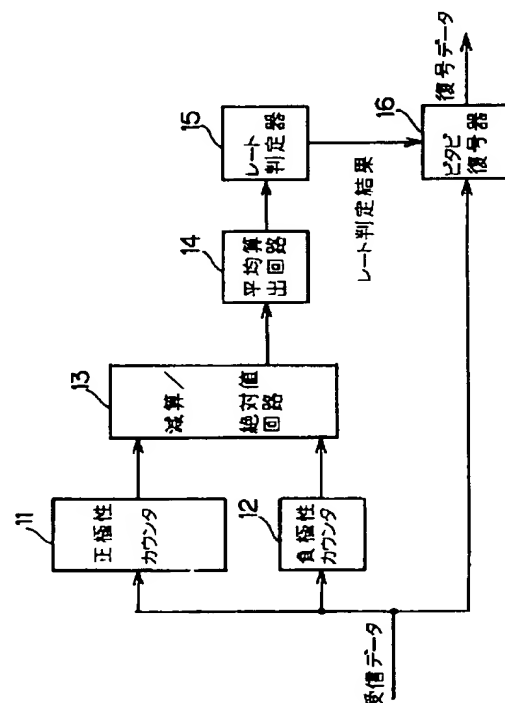 受信データ
11
正極性
カウンタ
12
負極性
カウンタ
13
減算／
絶対値
回路
14
平均算
出回路
15
レート
判定器
レート判定結果
16
ビタビ
復号器
復号データ